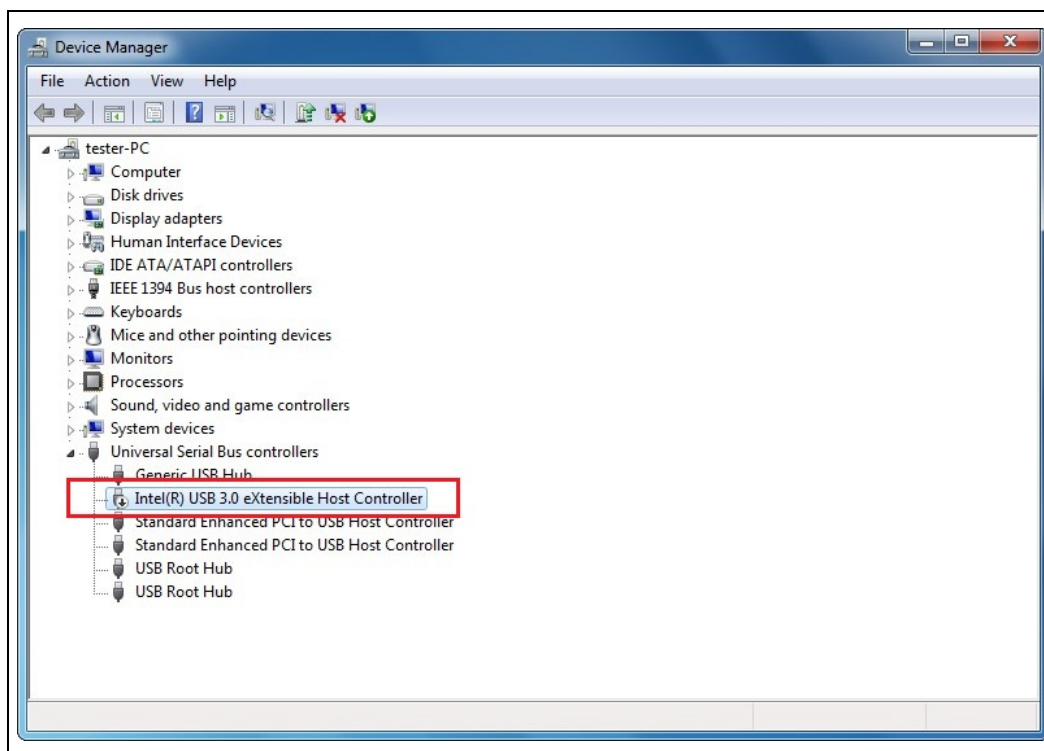 Device Manager
File Action View Help
tester-PC
Computer
Disk drives
Display adapters
Human Interface Devices
IDE ATA/ATAPI controllers
IEEE 1394 Bus host controllers
Keyboards
Mice and other pointing devices
Monitors
Processors
Sound, video and game controllers
System devices
Universal Serial Bus controllers
Generic USB Hub
Intel(R) USB 3.0 eXtensible Host Controller
Standard Enhanced PCI to USB Host Controller
Standard Enhanced PCI to USB Host Controller
USB Root Hub
USB Root Hub